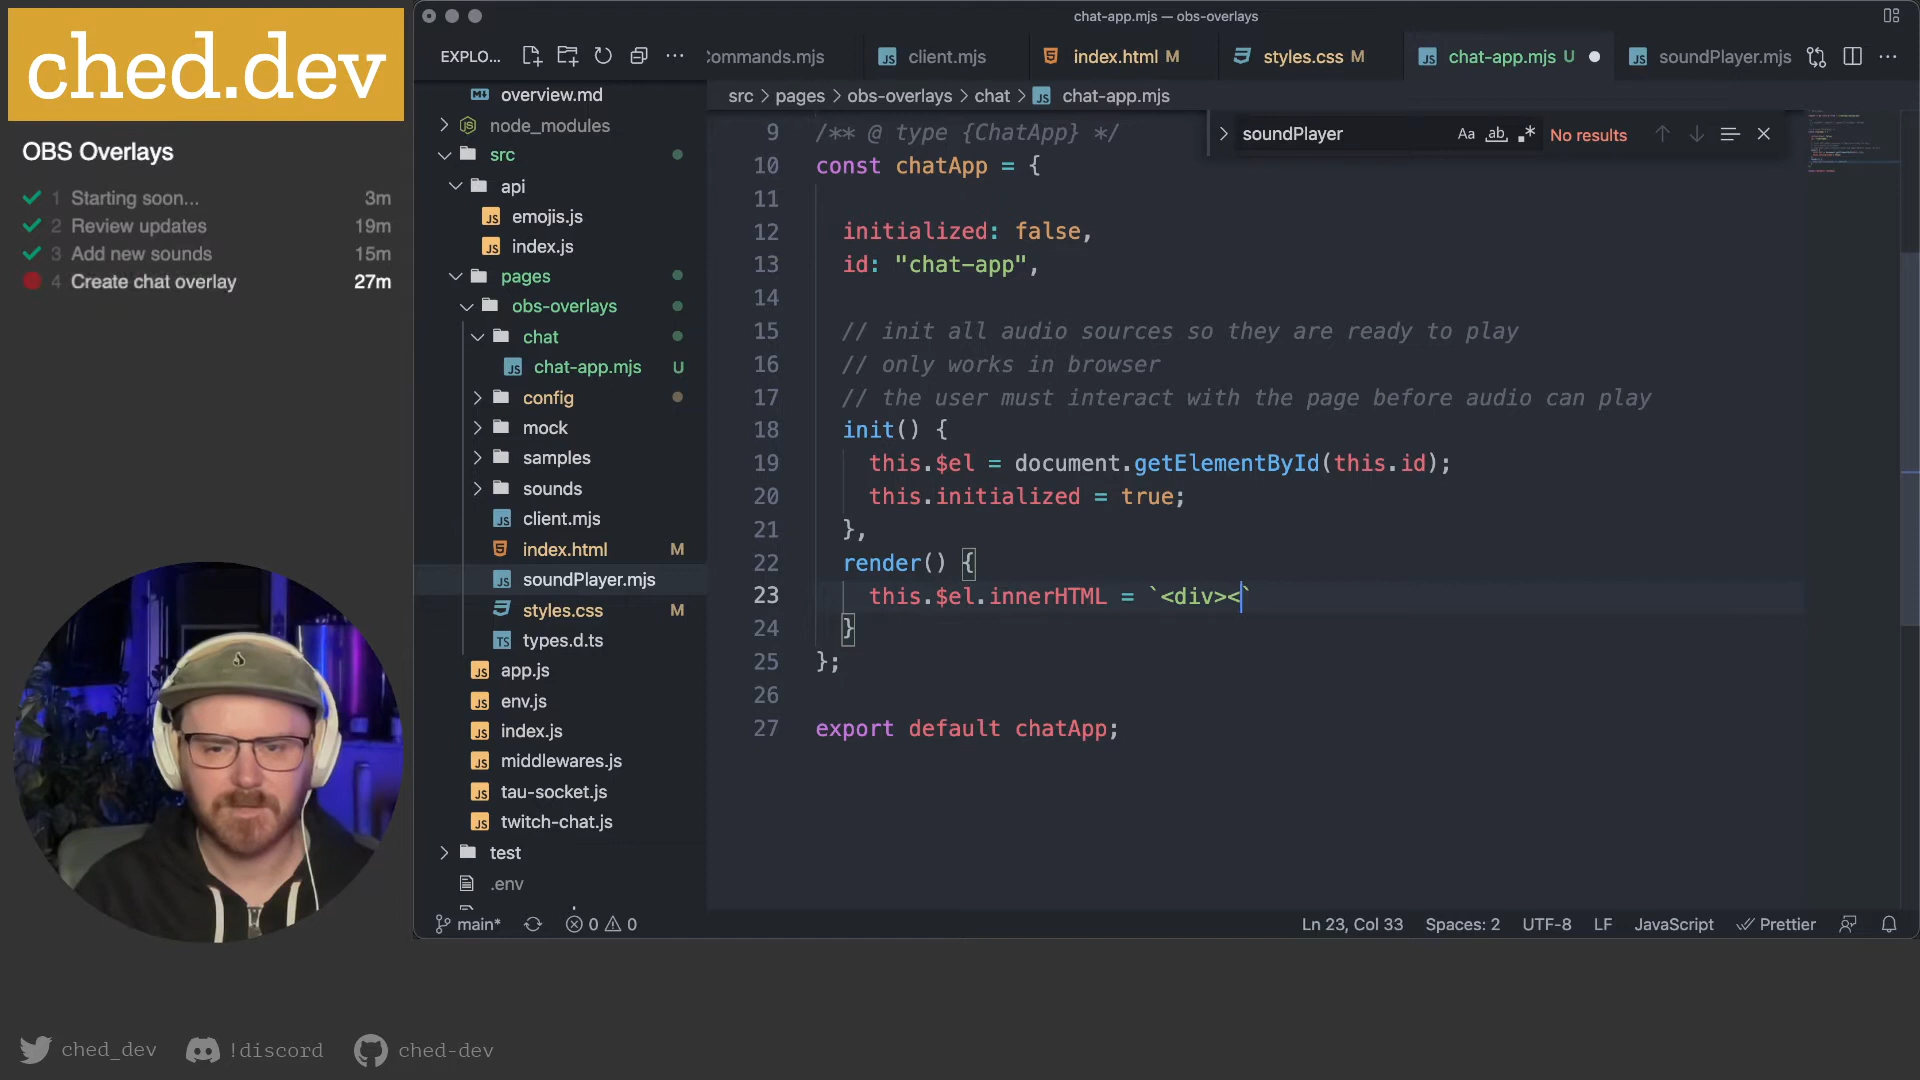 ched.dev
OBS Overlays
1 Starting soon... 3m
2 Review updates 19m
3 Add new sounds 15m
4 Create chat overlay 27m
chat-app.mjs — obs-overlays
EXPLO...
Commands.mjs
client.mjs
index.html M
styles.css M
chat-app.mjs U
soundPlayer.mjs
src > pages > obs-overlays > chat > chat-app.mjs
soundPlayer
Aa
ab
No results
overview.md
node_modules
src
api
emojis.js
index.js
pages
obs-overlays
chat
chat-app.mjs U
config
mock
samples
sounds
client.mjs
index.html M
soundPlayer.mjs
styles.css M
types.d.ts
app.js
env.js
index.js
middlewares.js
tau-socket.js
twitch-chat.js
test
.env
9 /** @ type {ChatApp} */
10 const chatApp = {
11
12 initialized: false,
13 id: "chat-app",
14
15 // init all audio sources so they are ready to play
16 // only works in browser
17 // the user must interact with the page before audio can play
18 init() {
19 this.$el = document.getElementById(this.id);
20 this.initialized = true;
21 },
22 render() {
23 this.$el.innerHTML = `<div><`
24 }
25 };
26
27 export default chatApp;
main*
0 0
Ln 23, Col 33
Spaces: 2
UTF-8
LF
JavaScript
Prettier
ched_dev
!discord
ched-dev